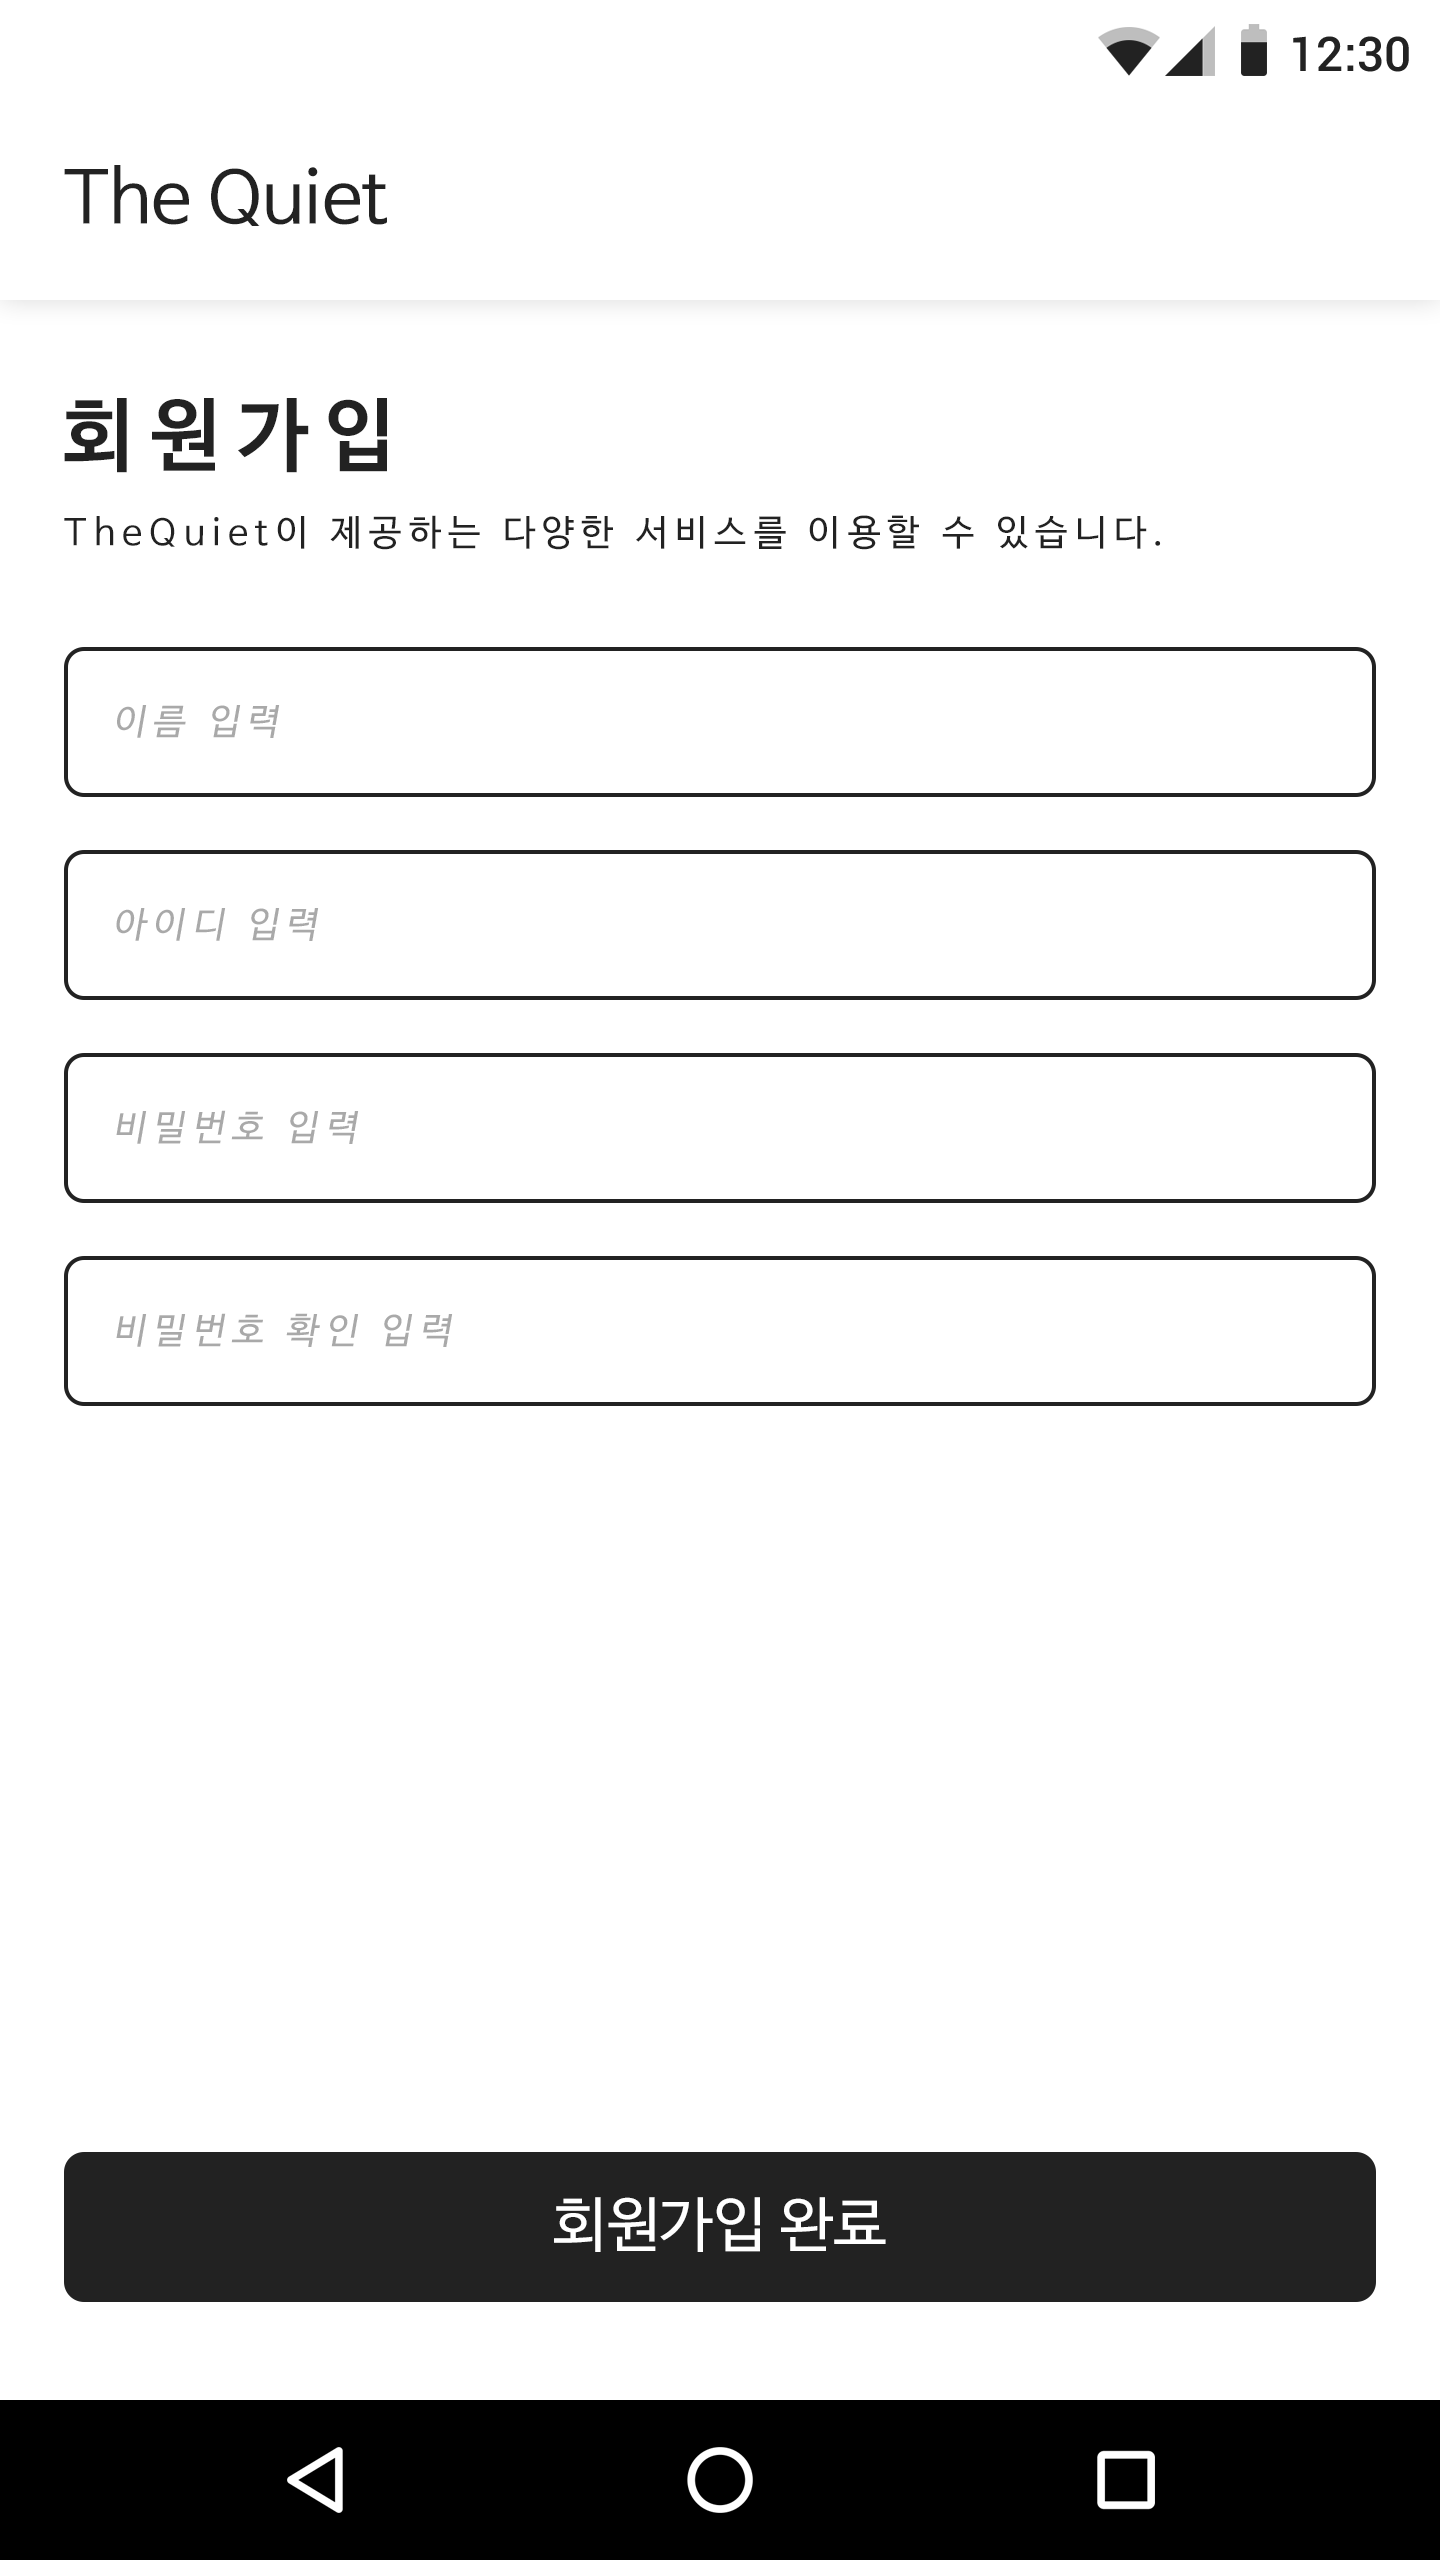 12:30
The Quiet
회원가입
TheQuiet이 제공하는 다양한 서비스를 이용할 수 있습니다.
이름 입력
아이디 입력
비밀번호 입력
비밀번호 확인 입력
회원가입 완료